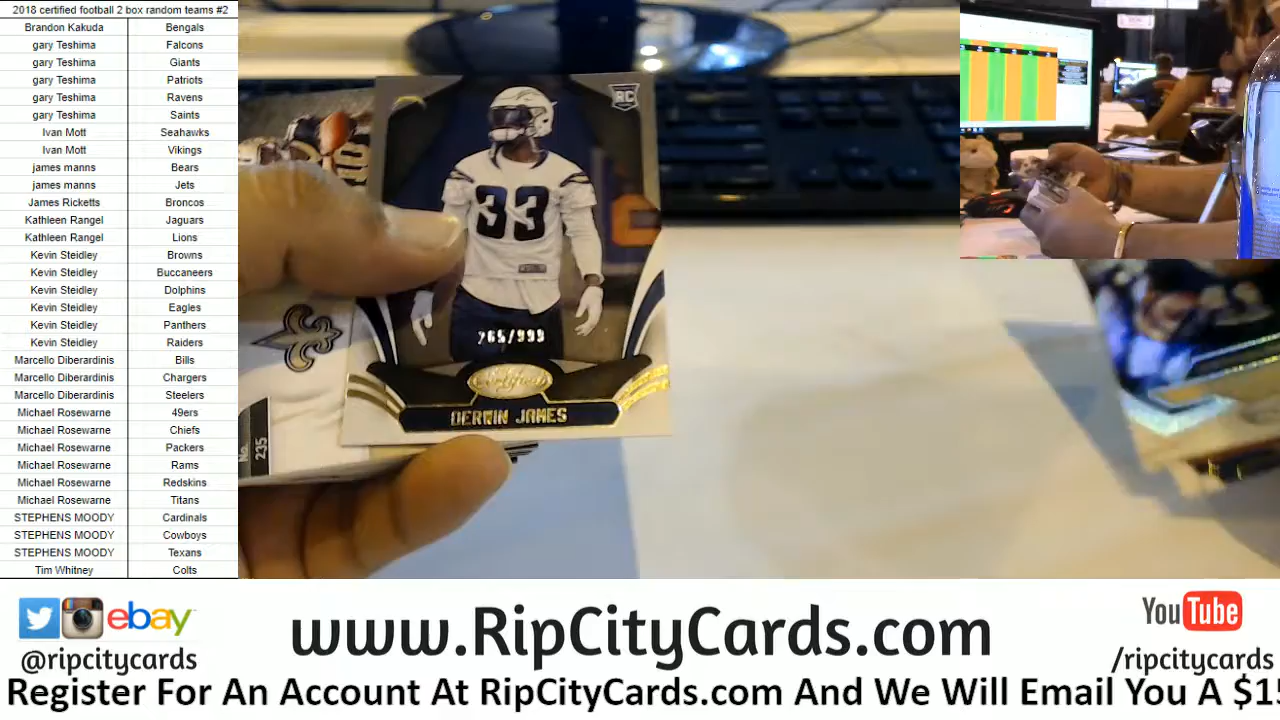 2018 certified football 2 box random teams #2
Brandon Kakuda Bengals
gary Teshima Falcons
gary Teshima Giants
gary Teshima Patriots
gary Teshima Ravens
gary Teshima Saints
Ivan Mott Seahawks
Ivan Mott Vikings
james manns Bears
james manns Jets
James Ricketts Broncos
Kathleen Rangel Jaguars
Kathleen Rangel Lions
Kevin Steidley Browns
Kevin Steidley Buccaneers
Kevin Steidley Dolphins
Kevin Steidley Eagles
Kevin Steidley Panthers
Kevin Steidley Raiders
Marcello Diberardinis Bills
Marcello Diberardinis Chargers
Marcello Diberardinis Steelers
Michael Rosewarne 49ers
Michael Rosewarne Chiefs
Michael Rosewarne Packers
Michael Rosewarne Rams
Michael Rosewarne Redskins
Michael Rosewarne Titans
STEPHENS MOODY Cardinals
STEPHENS MOODY Cowboys
STEPHENS MOODY Texans
Tim Whitney Colts
RC
33
265/999
Certified
DERWIN JAMES
No. 235
ebay
@ripcitycards
www.RipCityCards.com
YouTube
/ripcitycards
Register For An Account At RipCityCards.com And We Will Email You A $15